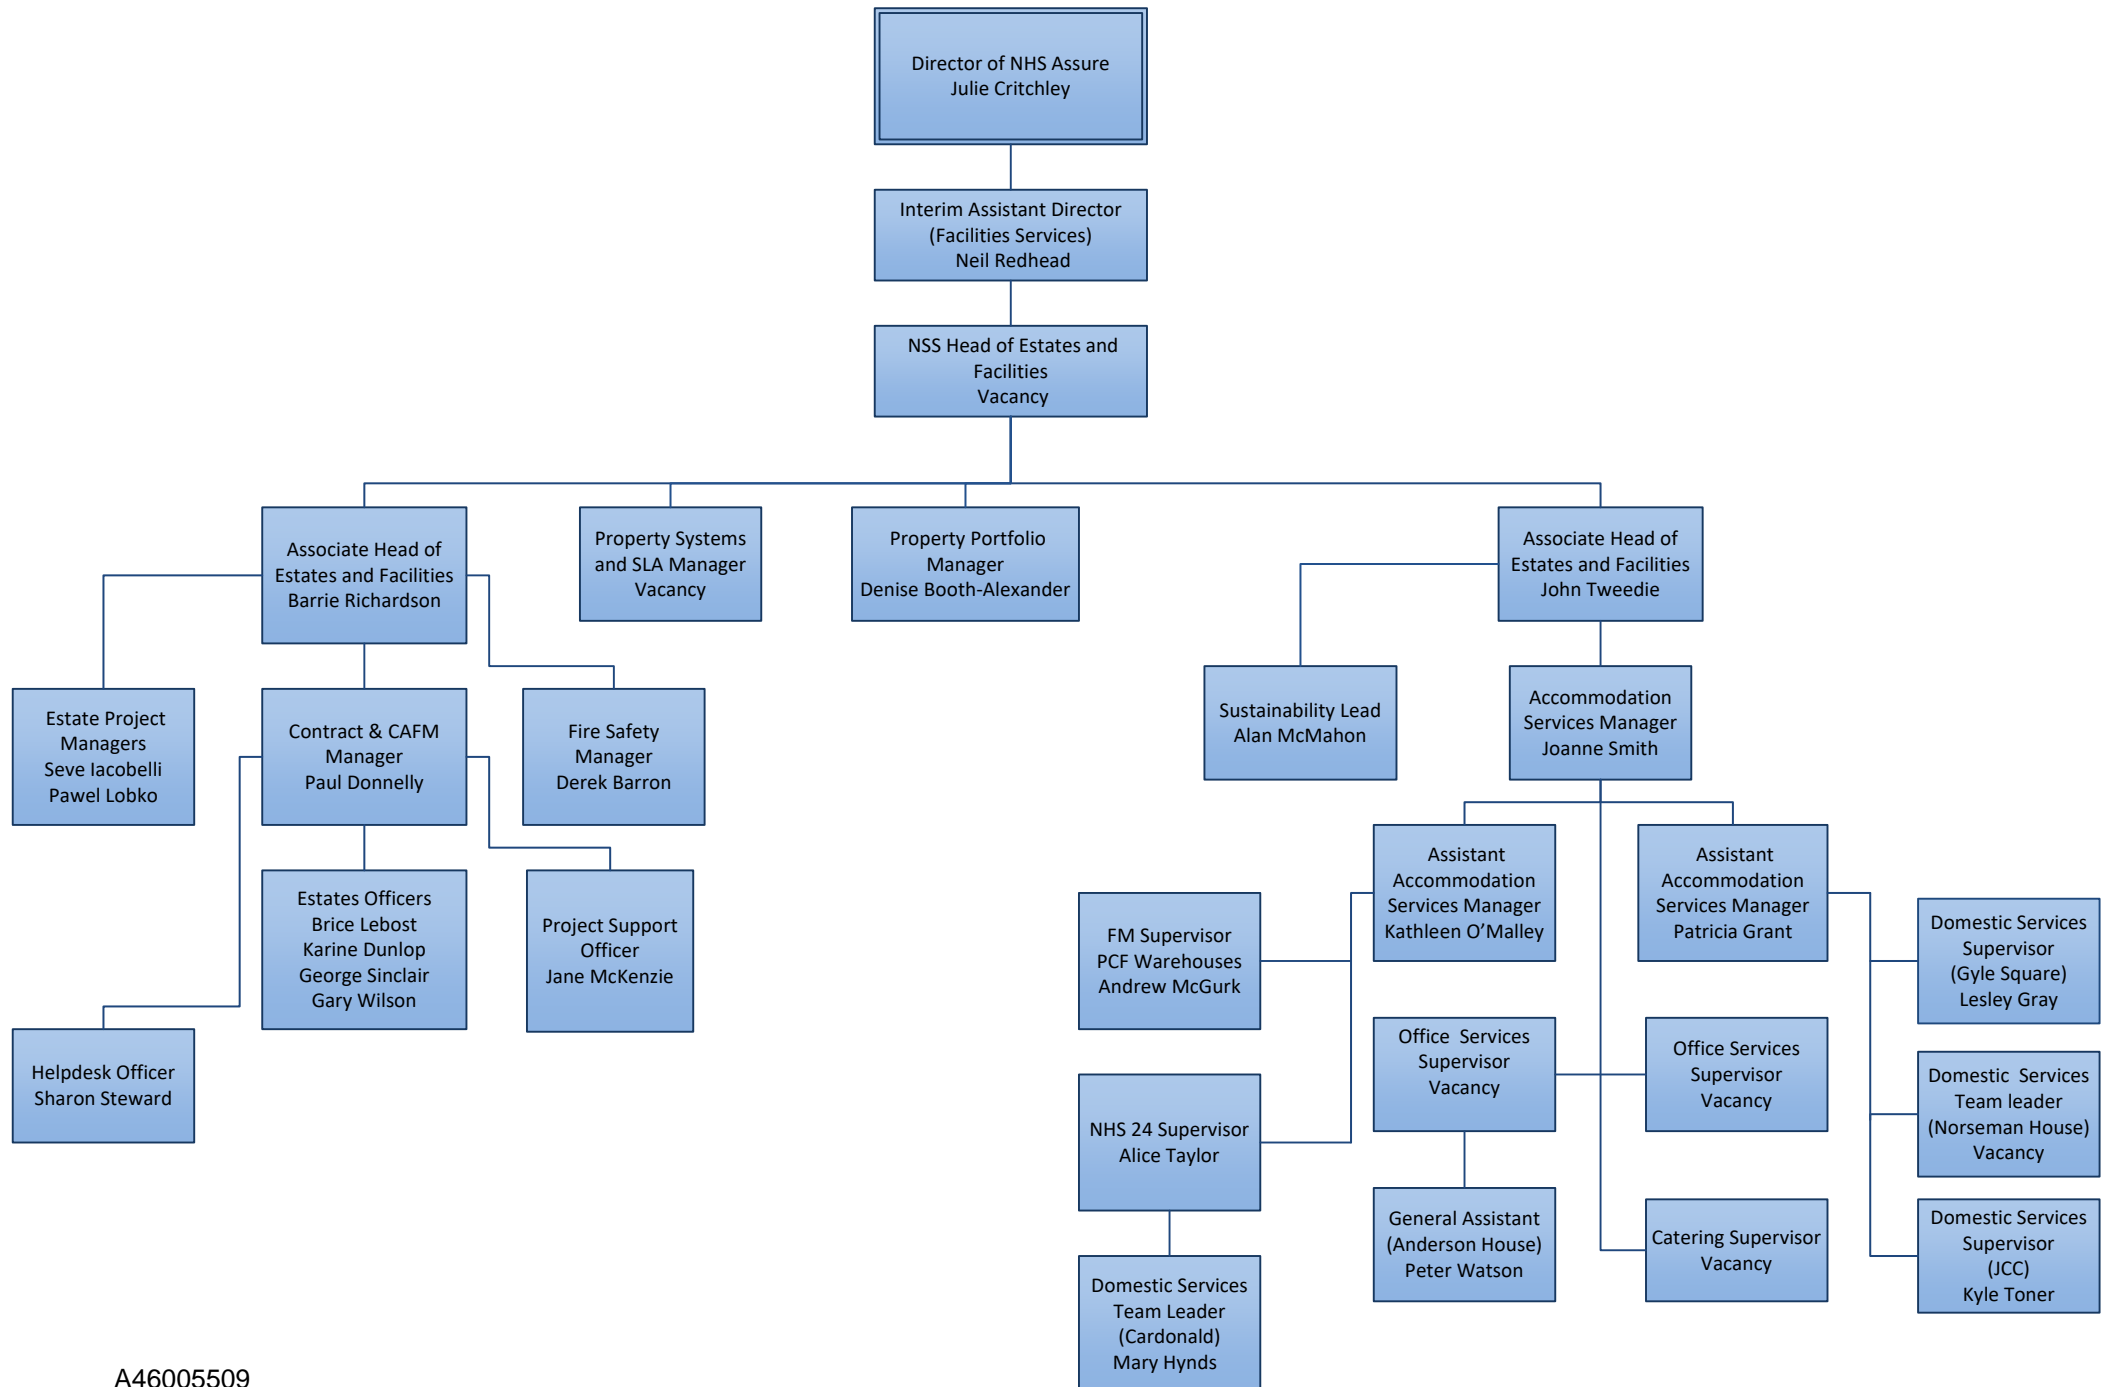 Director of NHS Assure
Julie Critchley
Interim Assistant Director
(Facilities Services)
Neil Redhead
NSS Head of Estates and
Facilities
Vacancy
Associate Head of
Estates and Facilities
Barrie Richardson
Property Systems
and SLA Manager
Vacancy
Property Portfolio
Manager
Denise Booth-Alexander
Associate Head of
Estates and Facilities
John Tweedie
Estate Project
Managers
Seve Iacobelli
Pawel Lobko
Contract & CAFM
Manager
Paul Donnelly
Fire Safety
Manager
Derek Barron
Sustainability Lead
Alan McMahon
Accommodation
Services Manager
Joanne Smith
Estates Officers
Brice Lebost
Karine Dunlop
George Sinclair
Gary Wilson
Project Support
Officer
Jane McKenzie
Helpdesk Officer
Sharon Steward
Assistant
Accommodation
Services Manager
Kathleen O’Malley
Assistant
Accommodation
Services Manager
Patricia Grant
FM Supervisor
PCF Warehouses
Andrew McGurk
Domestic Services
Supervisor
(Gyle Square)
Lesley Gray
Office Services
Supervisor
Vacancy
Office Services
Supervisor
Vacancy
NHS 24 Supervisor
Alice Taylor
Domestic Services
Team leader
(Norseman House)
Vacancy
General Assistant
(Anderson House)
Peter Watson
Catering Supervisor
Vacancy
Domestic Services
Supervisor
(JCC)
Kyle Toner
Domestic Services
Team Leader
(Cardonald)
Mary Hynds
A46005509